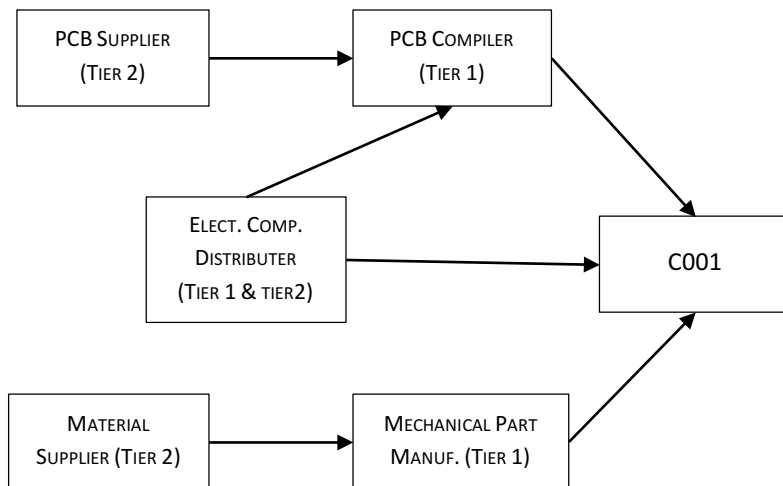 PCB SUPPLIER
(TIER 2)
PCB COMPILER
(TIER 1)
ELECT. COMP.
DISTRIBUTER
(TIER 1 & TIER2)
C001
MATERIAL
SUPPLIER (TIER 2)
MECHANICAL PART
MANUF. (TIER 1)